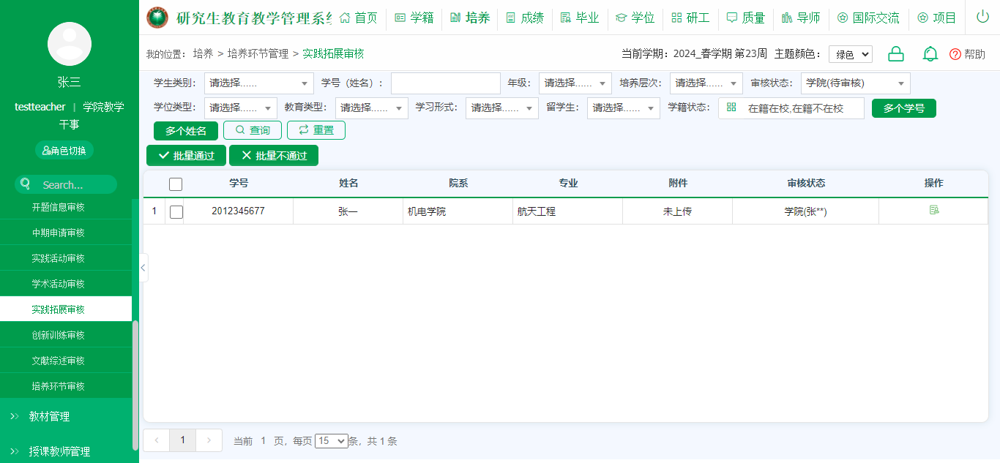 研究生教育教学管理系统 首页 学籍 培养 成绩 毕业 学位 研工 质量 导师 国际交流 项目
张三
testteacher | 学院教学
干事
角色切换
Search...
开题信息审核
中期申请审核
实践活动审核
学术活动审核
实践拓展审核
创新训练审核
文献综述审核
培养环节审核
教材管理
授课教师管理
我的位置: 培养 > 培养环节管理 > 实践拓展审核 当前学期: 2024_春学期 第23周 主题颜色: 绿色 帮助
学生类别: 请选择...... 学号（姓名）: 年级: 请选择...... 培养层次: 请选择...... 审核状态: 学院(待审核)
学位类型: 请选择...... 教育类型: 请选择...... 学习形式: 请选择...... 留学生: 请选择...... 学籍状态: 在籍在校,在籍不在校 多个学号
多个姓名 查询 重置
批量通过 批量不通过
学号 姓名 院系 专业 附件 审核状态 操作
1 2012345677 张一 机电学院 航天工程 未上传 学院(张**)
< 1 > 当前 1 页, 每页 15 条, 共 1 条